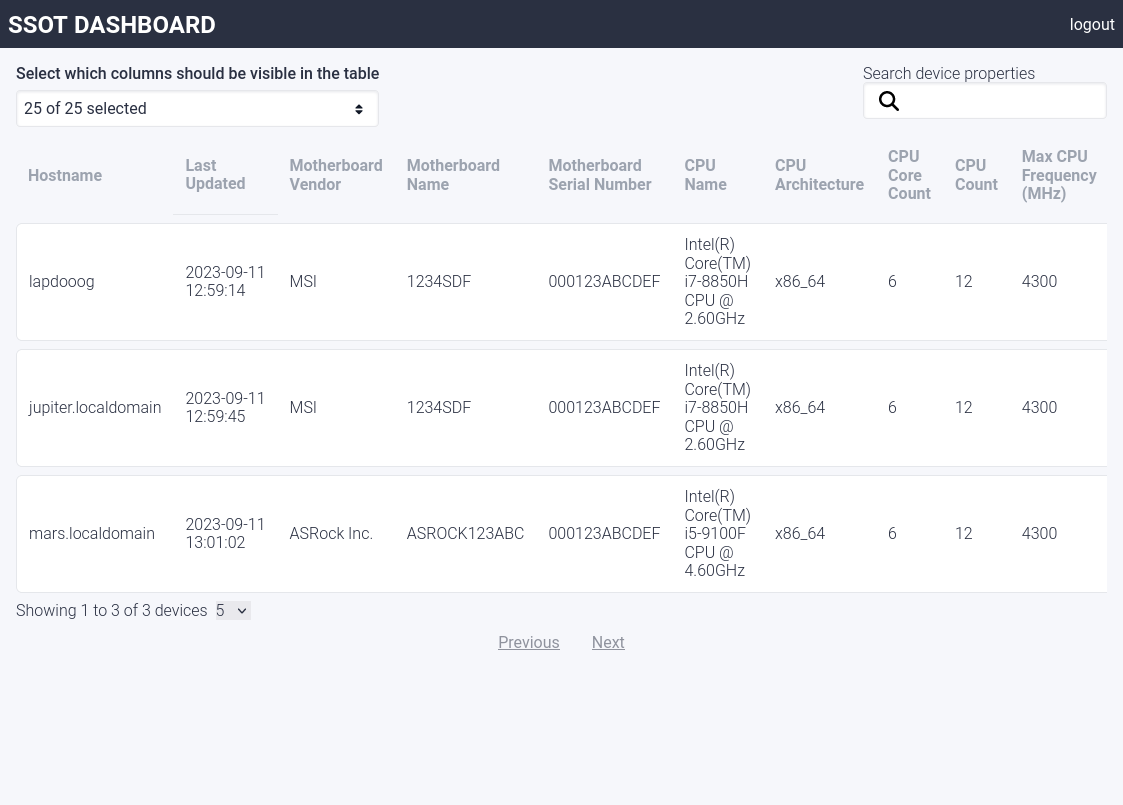 SSOT DASHBOARD
logout
Select which columns should be visible in the table
25 of 25 selected
Search device properties
Hostname
Last
Updated
Motherboard
Vendor
Motherboard
Name
Motherboard
Serial Number
CPU
Name
CPU
Architecture
CPU
Core
Count
CPU
Count
Max CPU
Frequency
(MHz)
lapdooog
2023-09-11
12:59:14
MSI
1234SDF
000123ABCDEF
Intel(R)
Core(TM)
i7-8850H
CPU @
2.60GHz
x86_64
6
12
4300
jupiter.localdomain
2023-09-11
12:59:45
MSI
1234SDF
000123ABCDEF
Intel(R)
Core(TM)
i7-8850H
CPU @
2.60GHz
x86_64
6
12
4300
mars.localdomain
2023-09-11
13:01:02
ASRock Inc.
ASROCK123ABC
000123ABCDEF
Intel(R)
Core(TM)
i5-9100F
CPU @
4.60GHz
x86_64
6
12
4300
Showing 1 to 3 of 3 devices 5
Previous Next